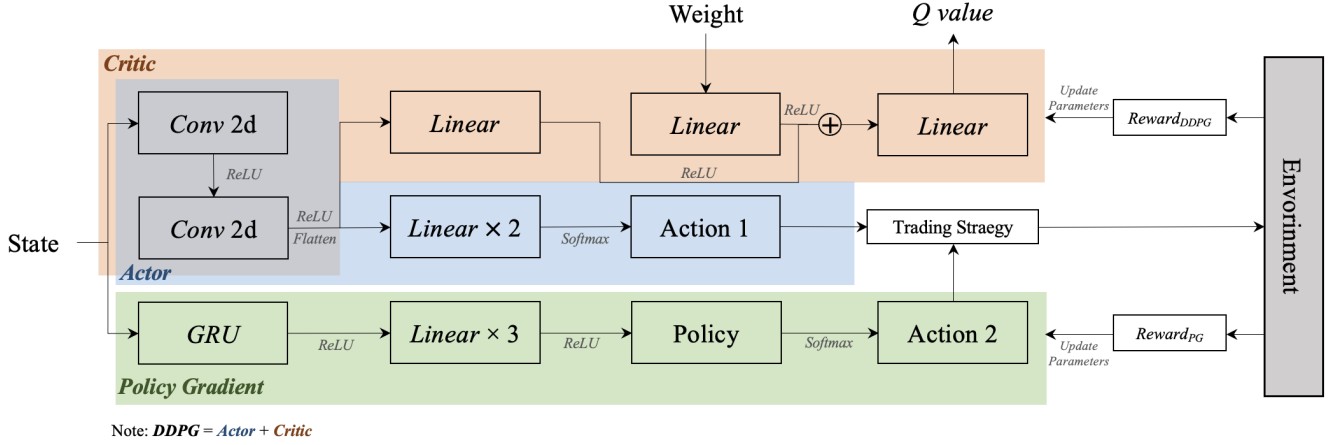 Weight
Q value
Critic
Conv 2d
Linear
Linear
ReLU
Linear
Update
Parameters
Reward_DDPG
ReLU
ReLU
Conv 2d
ReLU
Flatten
Linear × 2
Softmax
Action 1
Trading Straegy
State
Actor
Envorinment
GRU
ReLU
Linear × 3
ReLU
Policy
Softmax
Action 2
Update
Parameters
Reward_PG
Policy Gradient
Note: DDPG = Actor + Critic